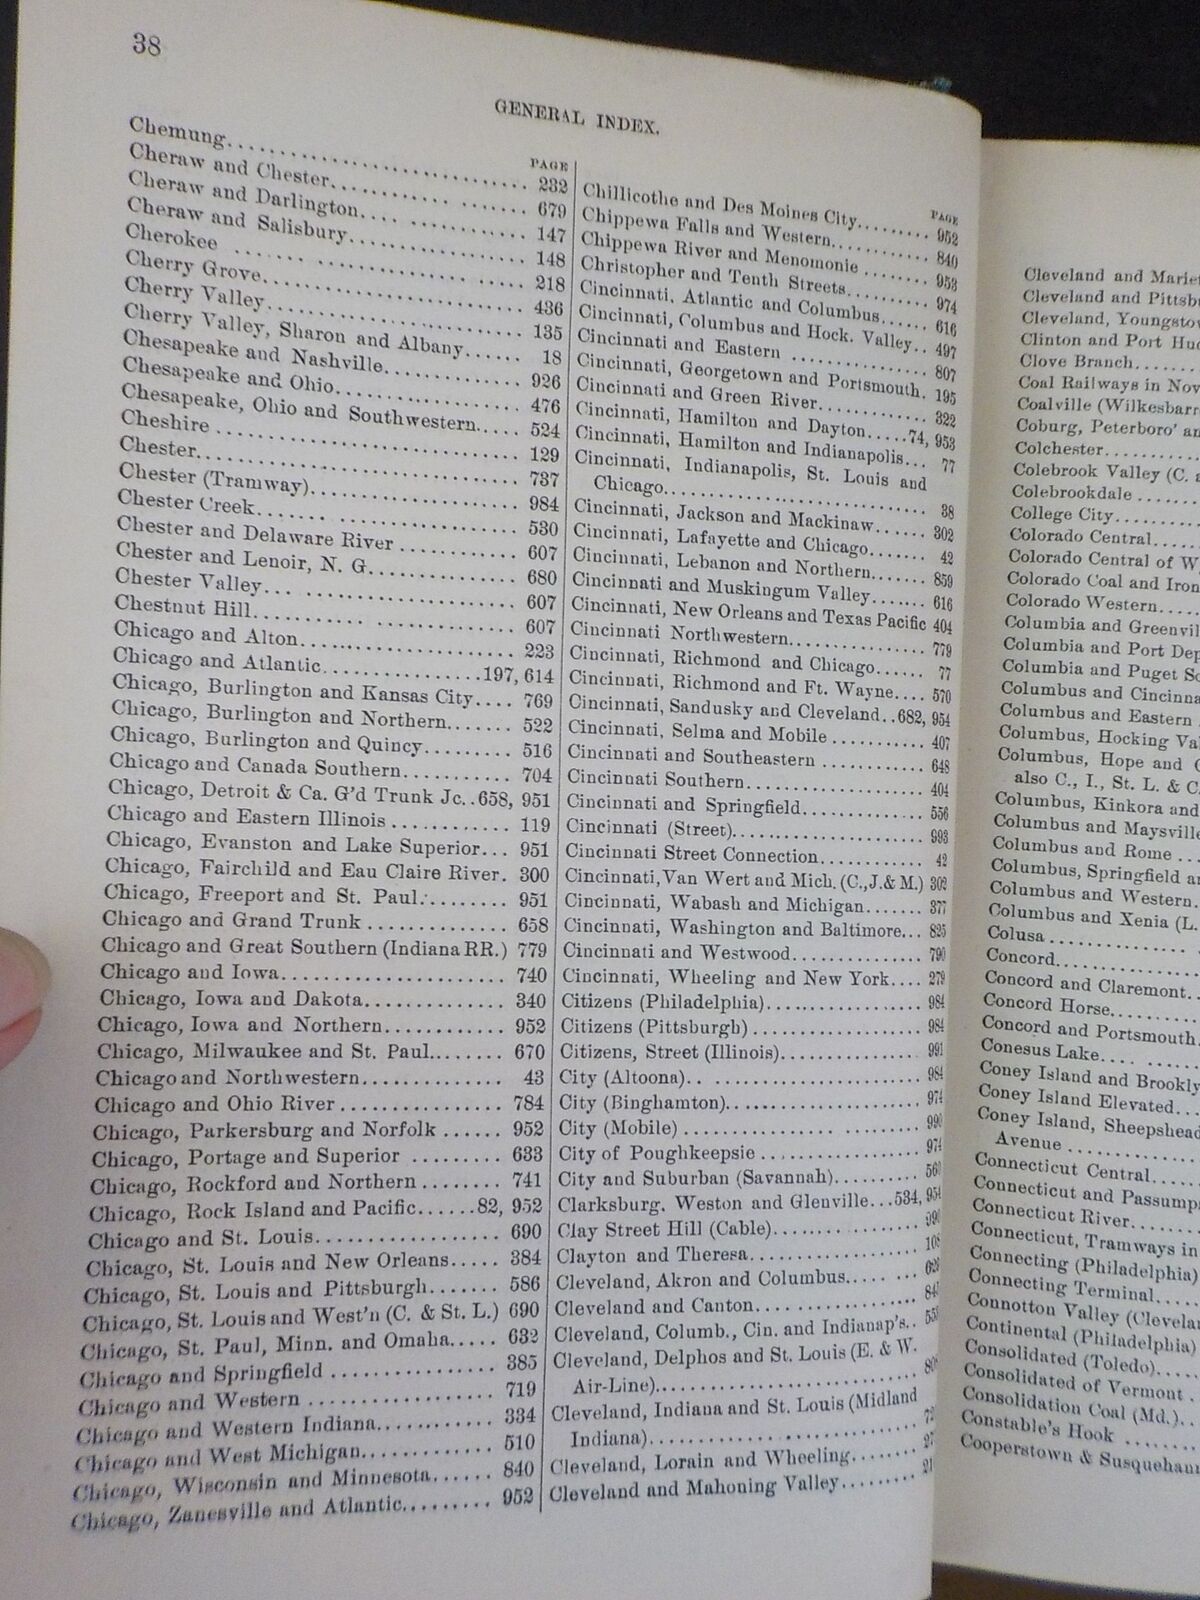 38
GENERAL INDEX.
PAGE
Chemung.............................. 232
Cheraw and Chester................... 679
Cheraw and Darlington.... ............ 147
Cheraw and Salisbury.................. 148
Cherokee ............................. 218
Cherry Grove.......................... 436
Cherry Valley......................... 135
Cherry Valley, Sharon and Albany...... 18
Chesapeake and Nashville.............. 926
Chesapeake and Ohio................... 476
Chesapeake, Ohio and Southwestern..... 524
Cheshire ............................. 129
Chester............................... 737
Chester (Tramway)..................... 984
Chester Creek......................... 530
Chester and Delaware River ........... 607
Chester and Lenoir, N. G.............. 680
Chester Valley... .................... 607
Chestnut Hill......................... 607
Chicago and Alton..................... 223
Chicago and Atlantic.................197, 614
Chicago, Burlington and Kansas City.... 769
Chicago, Burlington and Northern....... 522
Chicago, Burlington and Quincy......... 516
Chicago and Canada Southern............ 704
Chicago, Detroit & Ca. G'd Trunk Jc..658, 951
Chicago and Eastern Illinois ............ 119
Chicago, Evanston and Lake Superior... 951
Chicago, Fairchild and Eau Claire River. 300
Chicago, Freeport and St. Paul.......... 951
Chicago and Grand Trunk .............. 658
Chicago and Great Southern (Indiana RR.) 779
Chicago and Iowa....................... 740
Chicago, Iowa and Dakota.............. 340
Chicago, Iowa and Northern............ 952
Chicago, Milwaukee and St. Paul........ 670
Chicago and Northwestern.............. 43
Chicago and Ohio River ................ 784
Chicago, Parkersburg and Norfolk ...... 952
Chicago, Portage and Superior ......... 633
Chicago, Rockford and Northern ........ 741
Chicago, Rock Island and Pacific......82, 952
Chicago and St. Louis.................. 690
Chicago, St. Louis and New Orleans..... 384
Chicago, St. Louis and Pittsburgh....... 586
Chicago, St. Louis and West'n (C. & St. L.) 690
Chicago, St. Paul, Minn. and Omaha..... 632
Chicago and Springfield ................ 385
Chicago and Western .................. 719
Chicago and Western Indiana........... 334
Chicago and West Michigan............. 510
Chicago, Wisconsin and Minnesota...... 840
Chicago, Zanesville and Atlantic......... 952
PAGE
Chillicothe and Des Moines City......... 952
Chippewa Falls and Western........... 840
Chippewa River and Menomonie ....... 953
Christopher and Tenth Streets.......... 974
Cincinnati, Atlantic and Columbus...... 616
Cincinnati, Columbus and Hock. Valley.. 497
Cincinnati and Eastern ............... 807
Cincinnati, Georgetown and Portsmouth. 195
Cincinnati and Green River............ 322
Cincinnati, Hamilton and Dayton.....74, 953
Cincinnati, Hamilton and Indianapolis... 77
Cincinnati, Indianapolis, St. Louis and
Chicago............................. 38
Cincinnati, Jackson and Mackinaw...... 302
Cincinnati, Lafayette and Chicago....... 42
Cincinnati, Lebanon and Northern....... 859
Cincinnati and Muskingum Valley....... 616
Cincinnati, New Orleans and Texas Pacific 404
Cincinnati Northwestern................ 779
Cincinnati, Richmond and Chicago...... 77
Cincinnati, Richmond and Ft. Wayne.... 570
Cincinnati, Sandusky and Cleveland..682, 954
Cincinnati, Selma and Mobile ........... 407
Cincinnati and Southeastern ............ 648
Cincinnati Southern.................... 404
Cincinnati and Springfield.............. 556
Cincinnati (Street)..................... 993
Cincinnati Street Connection............ 42
Cincinnati, Van Wert and Mich. (C., J. & M.) 302
Cincinnati, Wabash and Michigan....... 377
Cincinnati, Washington and Baltimore... 825
Cincinnati and Westwood............... 790
Cincinnati, Wheeling and New York.... 279
Citizens (Philadelphia).................. 984
Citizens (Pittsburgh) ................... 984
Citizens, Street (Illinois)................ 991
City (Altoona).. ....................... 984
City (Binghamton)...................... 974
City (Mobile) .......................... 990
City of Poughkeepsie ................... 974
City and Suburban (Savannah).......... 560
Clarksburg. Weston and Glenville...534, 954
Clay Street Hill (Cable)................. 990
Clayton and Theresa.................... 108
Cleveland, Akron and Columbus........
Cleveland and Canton...................
Cleveland, Columb., Cin. and Indianap's..
Cleveland, Delphos and St. Louis (E. & W.
Air-Line)..............................
Cleveland, Indiana and St. Louis (Midland
Indiana)..............................
Cleveland, Lorain and Wheeling.........
Cleveland and Mahoning Valley.........
Cleveland and Marie
Cleveland and Pittsb
Cleveland, Youngstow
Clinton and Port Hu
Clove Branch........
Coal Railways in Nov
Coalville (Wilkesbarr
Coburg, Peterboro' a
Colchester..........
Colebrook Valley (C.
Colebrookdale .......
College City.........
Colorado Central....
Colorado Central of W
Colorado Coal and Iron
Colorado Western....
Columbia and Greenvil
Columbia and Port Dep
Columbia and Puget So
Columbus and Cincinna
Columbus and Eastern
Columbus, Hocking Va
Columbus, Hope and
also C., I., St. L. & C.
Columbus, Kinkora and
Columbus and Maysville
Columbus and Rome ...
Columbus, Springfield a
Columbus and Western.
Columbus and Xenia (L.
Colusa ............
Concord............
Concord and Claremont..
Concord Horse.........
Concord and Portsmouth.
Conesus Lake.... ......
Coney Island and Brookly
Coney Island Elevated...
Coney Island, Sheepshead
Avenue ............
Connecticut Central.....
Connecticut and Passump
Connecticut River.......
Connecticut, Tramways in
Connecting (Philadelphia)
Connecting Terminal.....
Connotton Valley (Clevela
Continental (Philadelphia)
Consolidated (Toledo).....
Consolidated of Vermont .
Consolidation Coal (Md.)..
Constable's Hook ........
Cooperstown & Susquehan